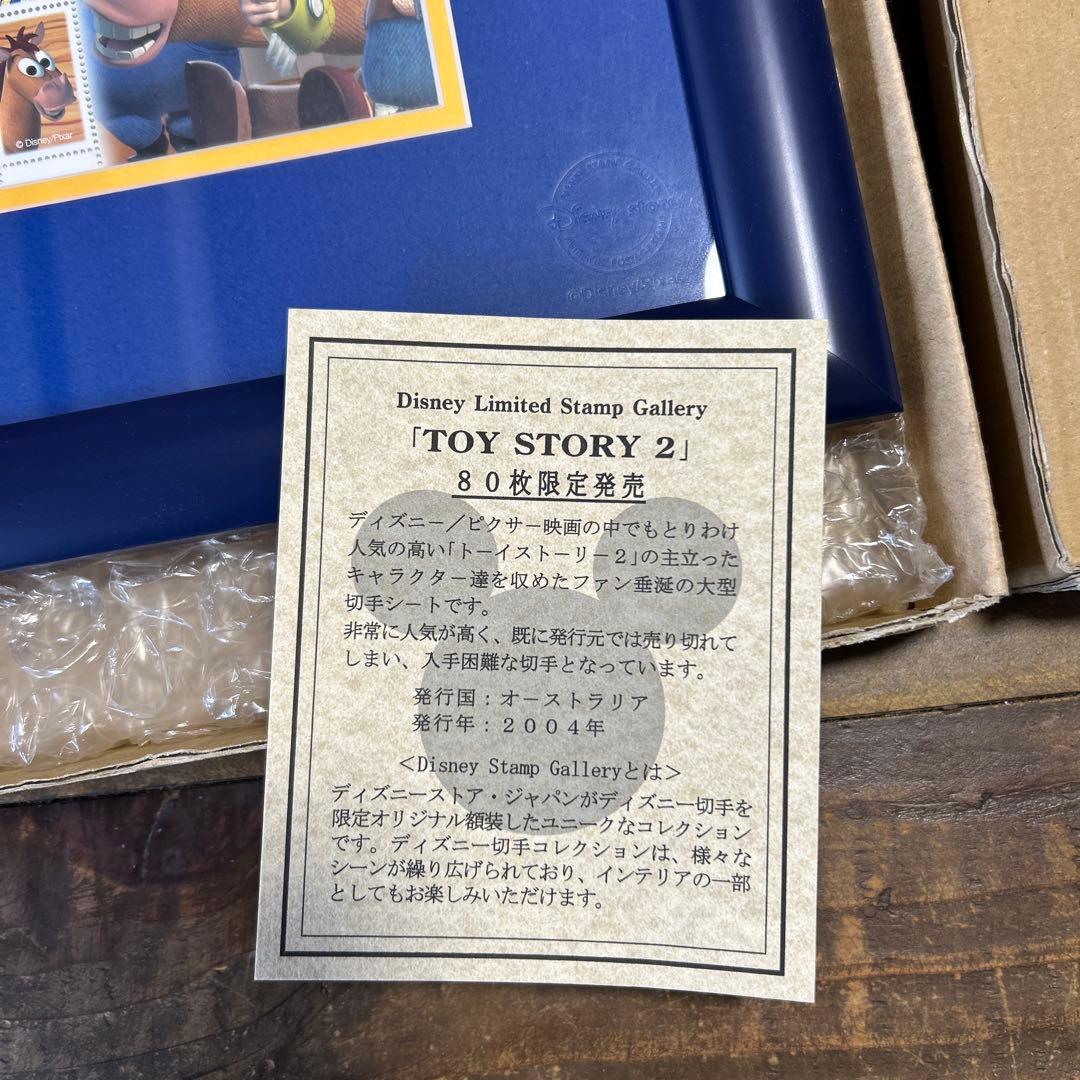 © Disney/Pixar
Disney Store
©Disney/Pixar
Disney Limited Stamp Gallery
「TOY STORY 2」
８０枚限定発売
ディズニー／ピクサー映画の中でもとりわけ
人気の高い「トーイストーリー２」の主立った
キャラクター達を収めたファン垂涎の大型
切手シートです。
非常に人気が高く、既に発行元では売り切れて
しまい、入手困難な切手となっています。
発行国：オーストラリア
発行年：２００４年
＜Disney Stamp Galleryとは＞
ディズニーストア・ジャパンがディズニー切手を
限定オリジナル額装したユニークなコレクション
です。ディズニー切手コレクションは、様々な
シーンが繰り広げられており、インテリアの一部
としてもお楽しみいただけます。